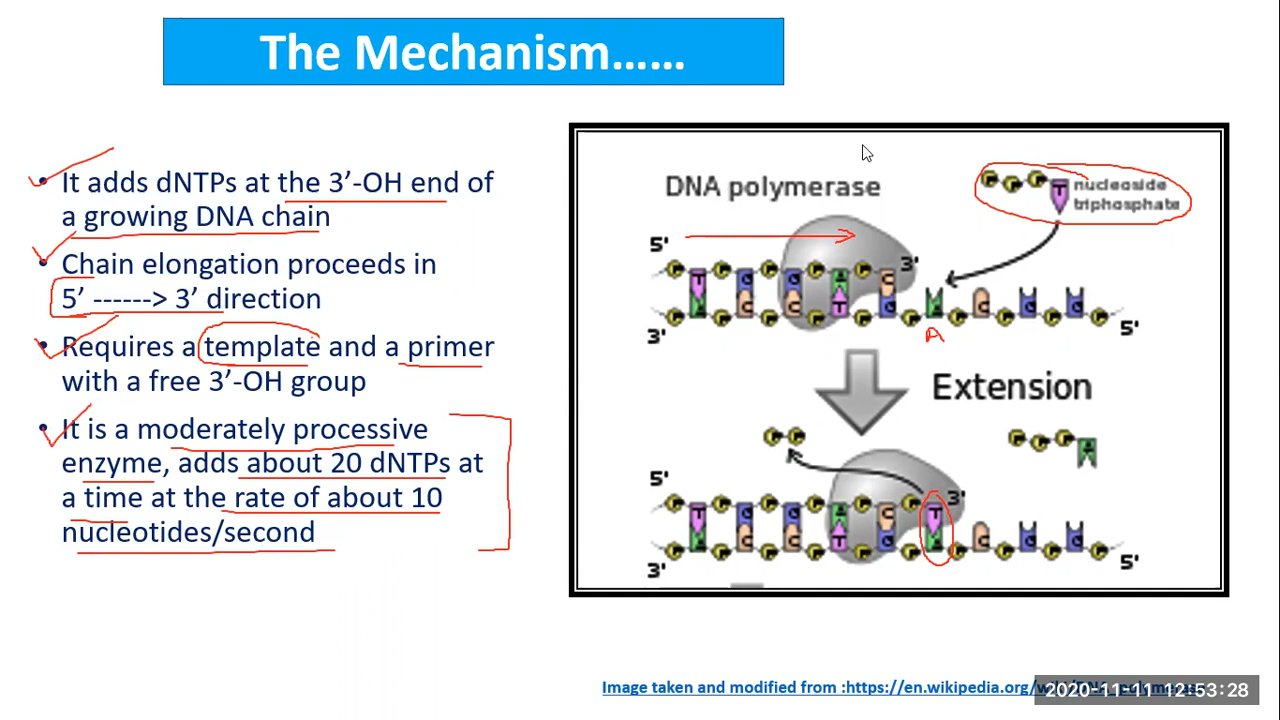 The Mechanism......
• It adds dNTPs at the 3’-OH end of
a growing DNA chain
• Chain elongation proceeds in
5’ ------> 3’ direction
• Requires a template and a primer
with a free 3’-OH group
• It is a moderately processive
enzyme, adds about 20 dNTPs at
a time at the rate of about 10
nucleotides/second
DNA polymerase
nucleoside
triphosphate
5' 3'
T G G A C
A C C T G A C G G
3' 5'
A
Extension
A
5' 3'
T G G A C T
A C C T G A C G G
3' 5'
Image taken and modified from :https://en.wikipedia.org/
2020-11-11 12:53:28